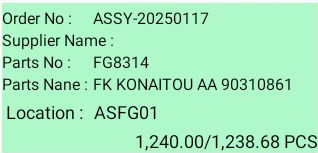 Order No :    ASSY-20250117
Supplier Name :
Parts No :    FG8314
Parts Nane : FK KONAITOU AA 90310861
Location :  ASFG01
1,240.00/1,238.68 PCS